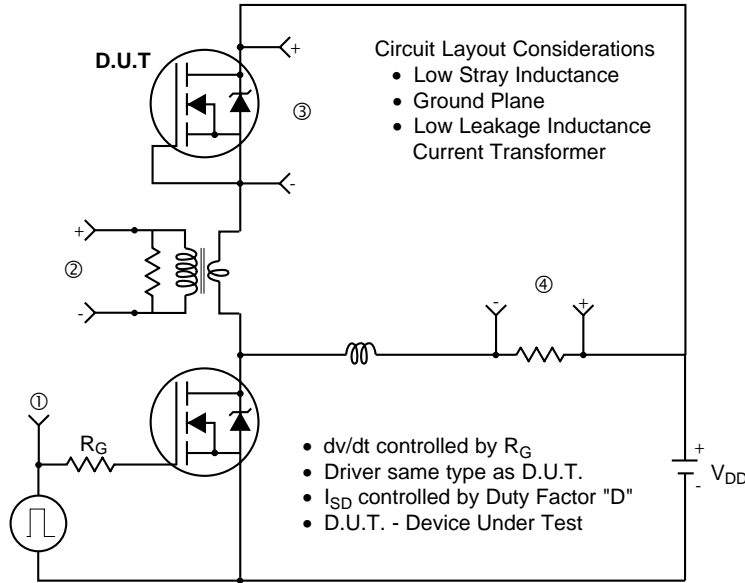 D.U.T
+
Circuit Layout Considerations
• Low Stray Inductance
• Ground Plane
• Low Leakage Inductance
Current Transformer
③
-
+
②
-
④
-
+
①
R_G
• dv/dt controlled by R_G
• Driver same type as D.U.T.
• I_SD controlled by Duty Factor "D"
• D.U.T. - Device Under Test
+
V_DD
-